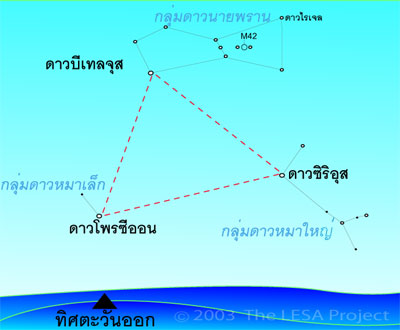 กลุ่มดาวนายพราน
ดาวไรเจล
M42
ดาวบีเทลจุส
กลุ่มดาวหมาเล็ก
ดาวซิริอุส
ดาวโพรซีออน
กลุ่มดาวหมาใหญ่
ทิศตะวันออก
© 2003 The LESA Project